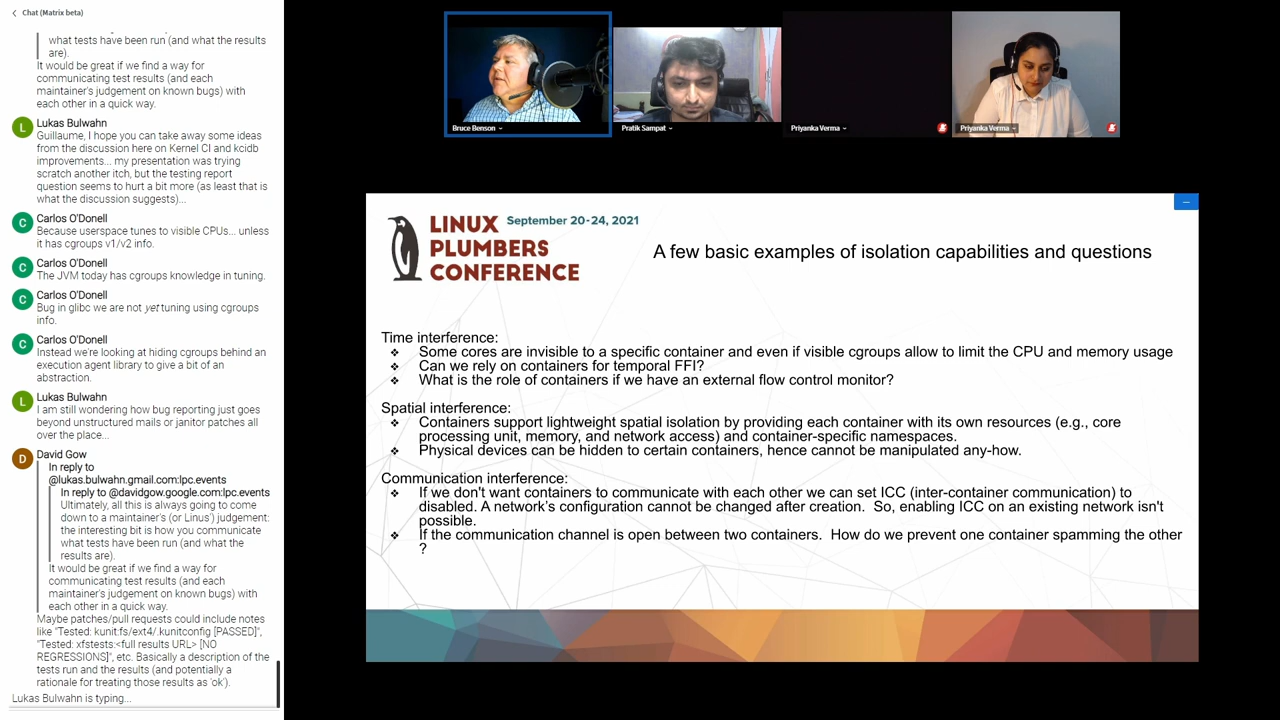 Chat (Matrix beta)
what tests have been run (and what the results
are).
It would be great if we find a way for
communicating test results (and each
maintainer's judgement on known bugs) with
each other in a quick way.
L
Lukas Bulwahn
Guillaume, I hope you can take away some ideas
from the discussion here on Kernel CI and kcidb
improvements... my presentation was trying
scratch another itch, but the testing report
question seems to hurt a bit more (as least that is
what the discussion suggests)...
C
Carlos O'Donell
Because userspace tunes to visible CPUs... unless
it has cgroups v1/v2 info.
C
Carlos O'Donell
The JVM today has cgroups knowledge in tuning.
C
Carlos O'Donell
Bug in glibc we are not yet tuning using cgroups
info.
C
Carlos O'Donell
Instead we're looking at hiding cgroups behind an
execution agent library to give a bit of an
abstraction.
L
Lukas Bulwahn
I am still wondering how bug reporting just goes
beyond unstructured mails or janitor patches all
over the place...
D
David Gow
In reply to
@lukas.bulwahn.gmail.com:lpc.events
In reply to @davidgow.google.com:lpc.events
Ultimately, all this is always going to come
down to a maintainer's (or Linus') judgement:
the interesting bit is how you communicate
what tests have been run (and what the
results are).
It would be great if we find a way for
communicating test results (and each
maintainer's judgement on known bugs) with
each other in a quick way.
Maybe patches/pull requests could include notes
like "Tested: kunit:fs/ext4/.kunitconfig [PASSED]",
"Tested: xfstests:<full results URL> [NO
REGRESSIONS]", etc. Basically a description of the
tests run and the results (and potentially a
rationale for treating those results as 'ok').
Lukas Bulwahn is typing...
Bruce Benson
Pratik Sampat
Priyanka Verma
Priyanka Verma
LINUX
PLUMBERS
CONFERENCE
September 20-24, 2021
A few basic examples of isolation capabilities and questions
Time interference:
❖ Some cores are invisible to a specific container and even if visible cgroups allow to limit the CPU and memory usage
❖ Can we rely on containers for temporal FFI?
❖ What is the role of containers if we have an external flow control monitor?
Spatial interference:
❖ Containers support lightweight spatial isolation by providing each container with its own resources (e.g., core
processing unit, memory, and network access) and container-specific namespaces.
❖ Physical devices can be hidden to certain containers, hence cannot be manipulated any-how.
Communication interference:
❖ If we don't want containers to communicate with each other we can set ICC (inter-container communication) to
disabled. A network's configuration cannot be changed after creation. So, enabling ICC on an existing network isn't
possible.
❖ If the communication channel is open between two containers. How do we prevent one container spamming the other
?